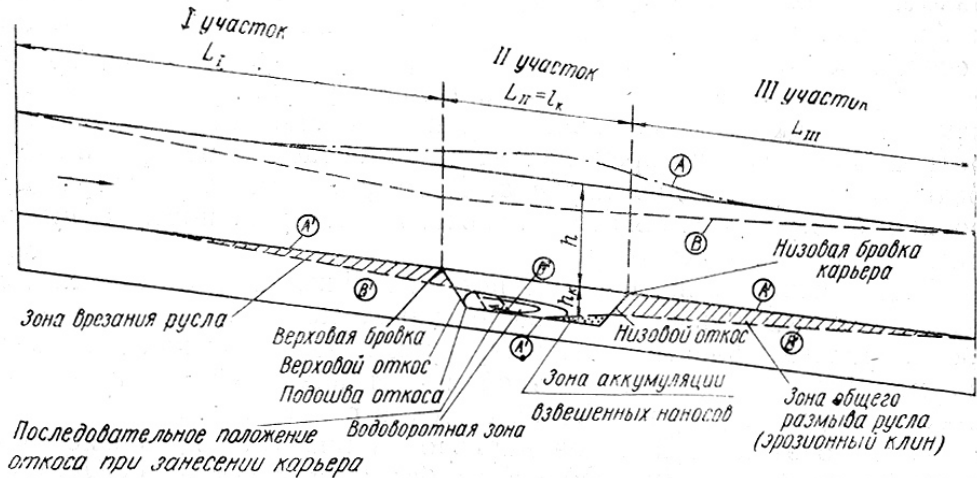 I участок
L_I
II участок
L_II = l_к
III участок
L_III
A
B
h
h_к
A'
B'
B'
A'
A'
B'
Низовая бровка
карьера
Зона врезания русла
Верховая бровка
Верховой откос
Подошва откоса
Низовой откос
Зона аккумуляции
взвешенных наносов
Водоворотная зона
Зона общего
размыва русла
(эрозионный клин)
Последовательное положение
откоса при занесении карьера